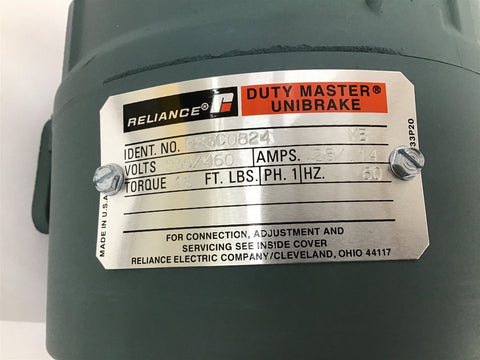 RELIANCE® DUTY MASTER®
UNIBRAKE
IDENT. NO.
VOLTS /460 AMPS.
TORQUE FT. LBS. PH. 1 HZ. 60
MADE IN U.S.A.
33P20
FOR CONNECTION, ADJUSTMENT AND
SERVICING SEE INSIDE COVER
RELIANCE ELECTRIC COMPANY/CLEVELAND, OHIO 44117